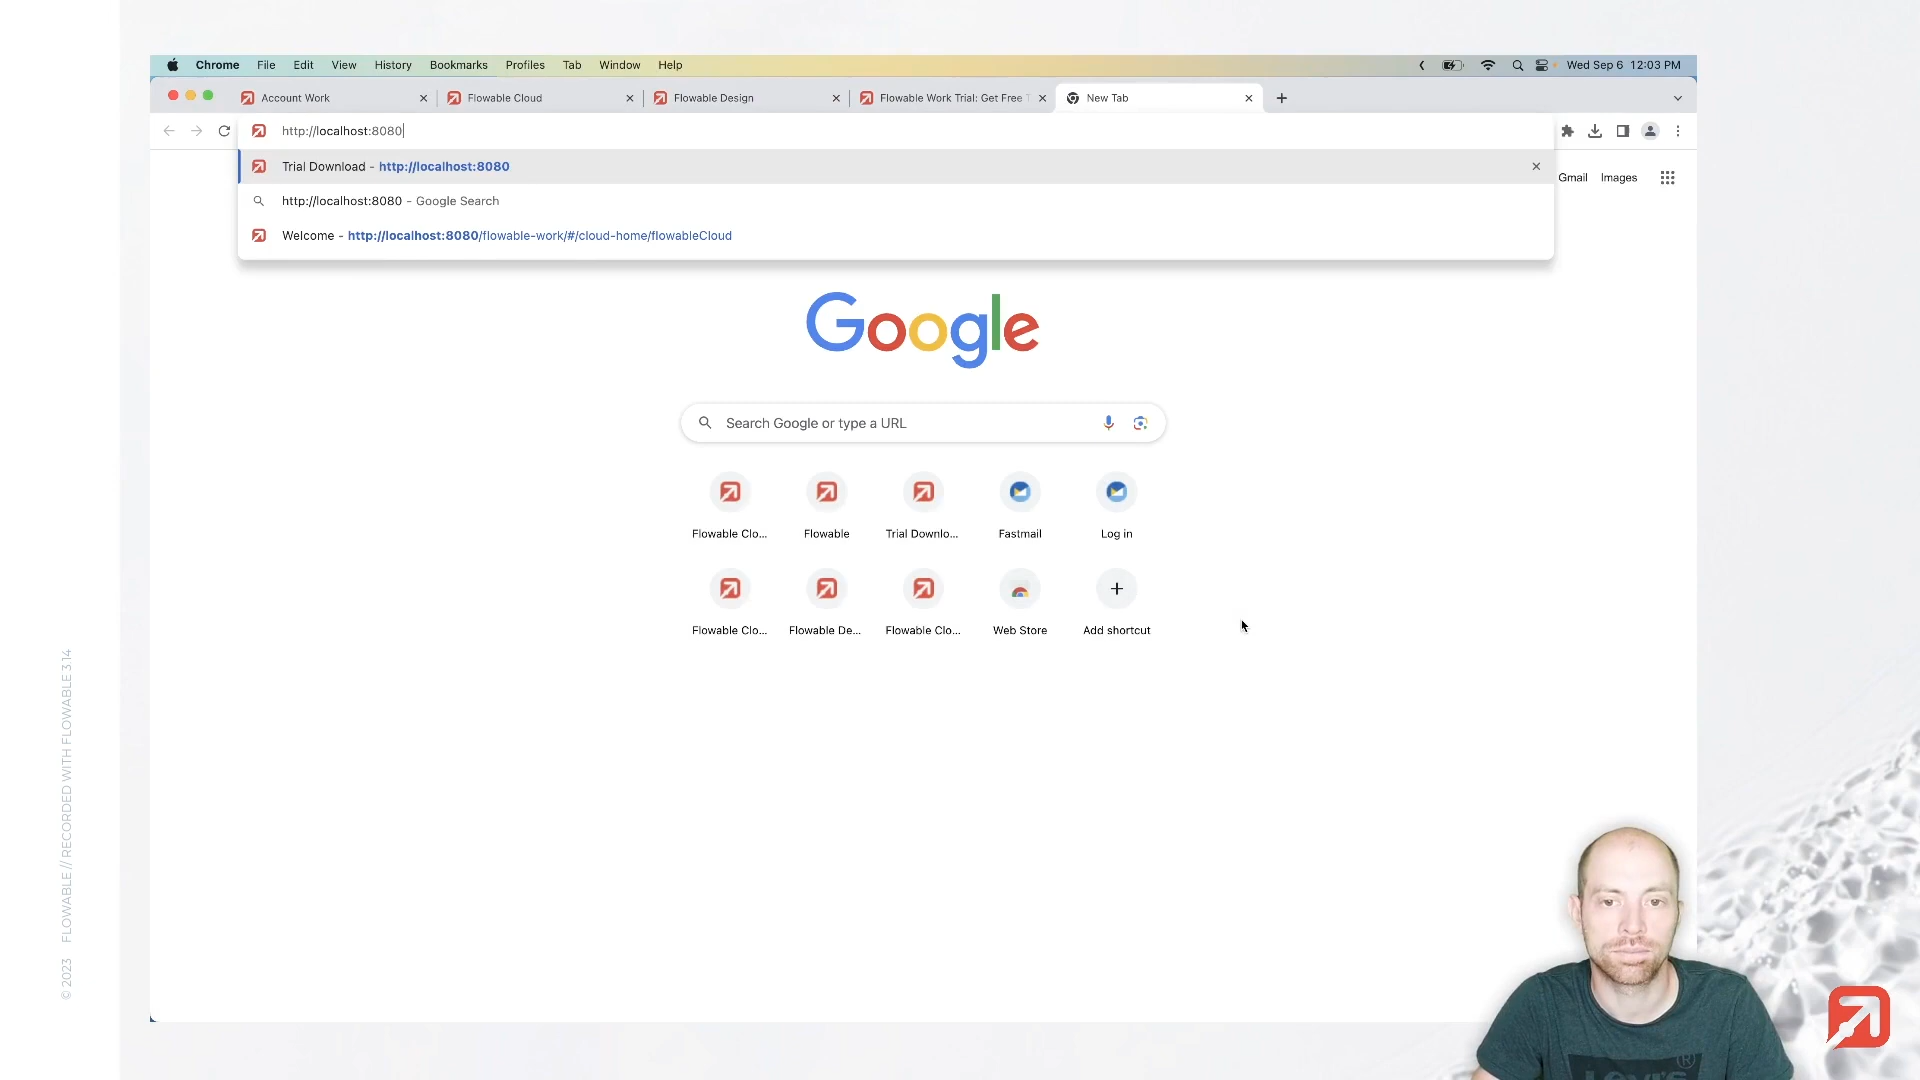 Chrome File Edit View History Bookmarks Profiles Tab Window Help Wed Sep 6 12:03 PM
Account Work Flowable Cloud Flowable Design Flowable Work Trial: Get Free T New Tab
http://localhost:8080
Trial Download - http://localhost:8080
http://localhost:8080 - Google Search
Welcome - http://localhost:8080/flowable-work/#/cloud-home/flowableCloud
Gmail Images
Google
Search Google or type a URL
Flowable Clo... Flowable Trial Downlo... Fastmail Log in
Flowable Clo... Flowable De... Flowable Clo... Web Store Add shortcut
© 2023 FLOWABLE // RECORDED WITH FLOWABLE 3.14
LEVI'S ®